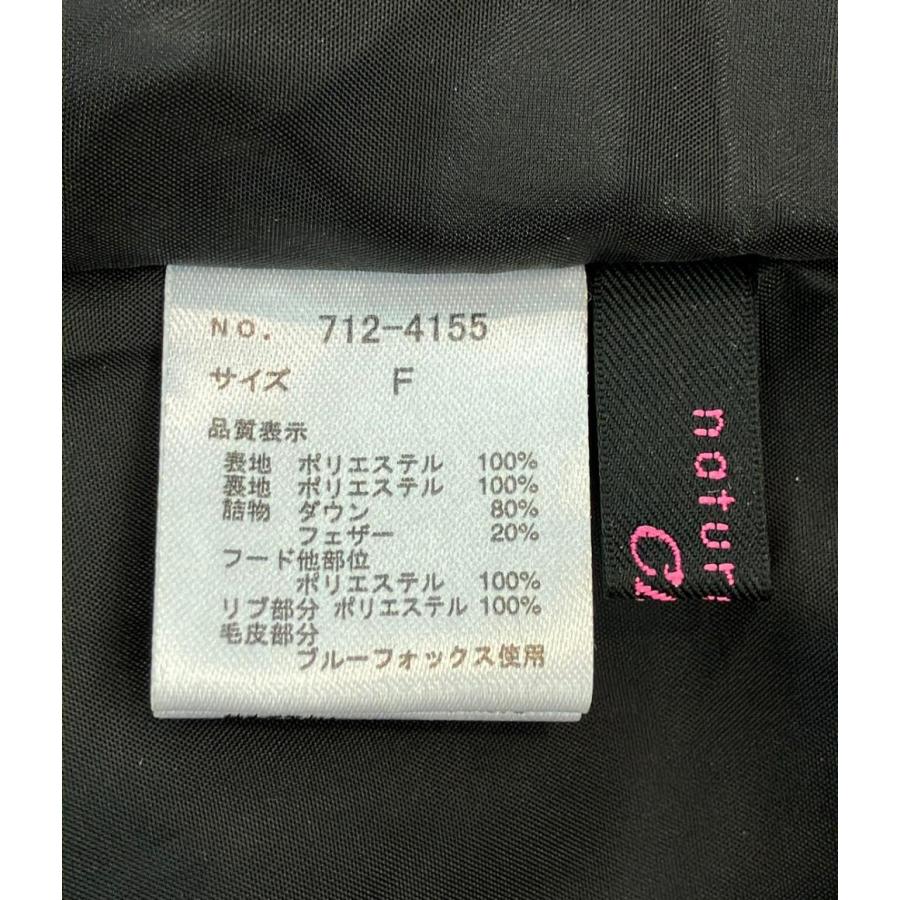 NO. 712-4155
サイズ F
品質表示
表地 ポリエステル 100%
裏地 ポリエステル 100%
詰物 ダウン 80%
フェザー 20%
フード他部位
ポリエステル 100%
リブ部分 ポリエステル 100%
毛皮部分
ブルーフォックス使用
natur